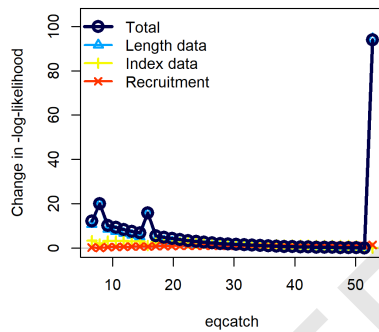 Change in -log-likelihood
100
80
60
40
20
0
Total
Length data
Index data
Recruitment
10 20 30 40 50
eqcatch